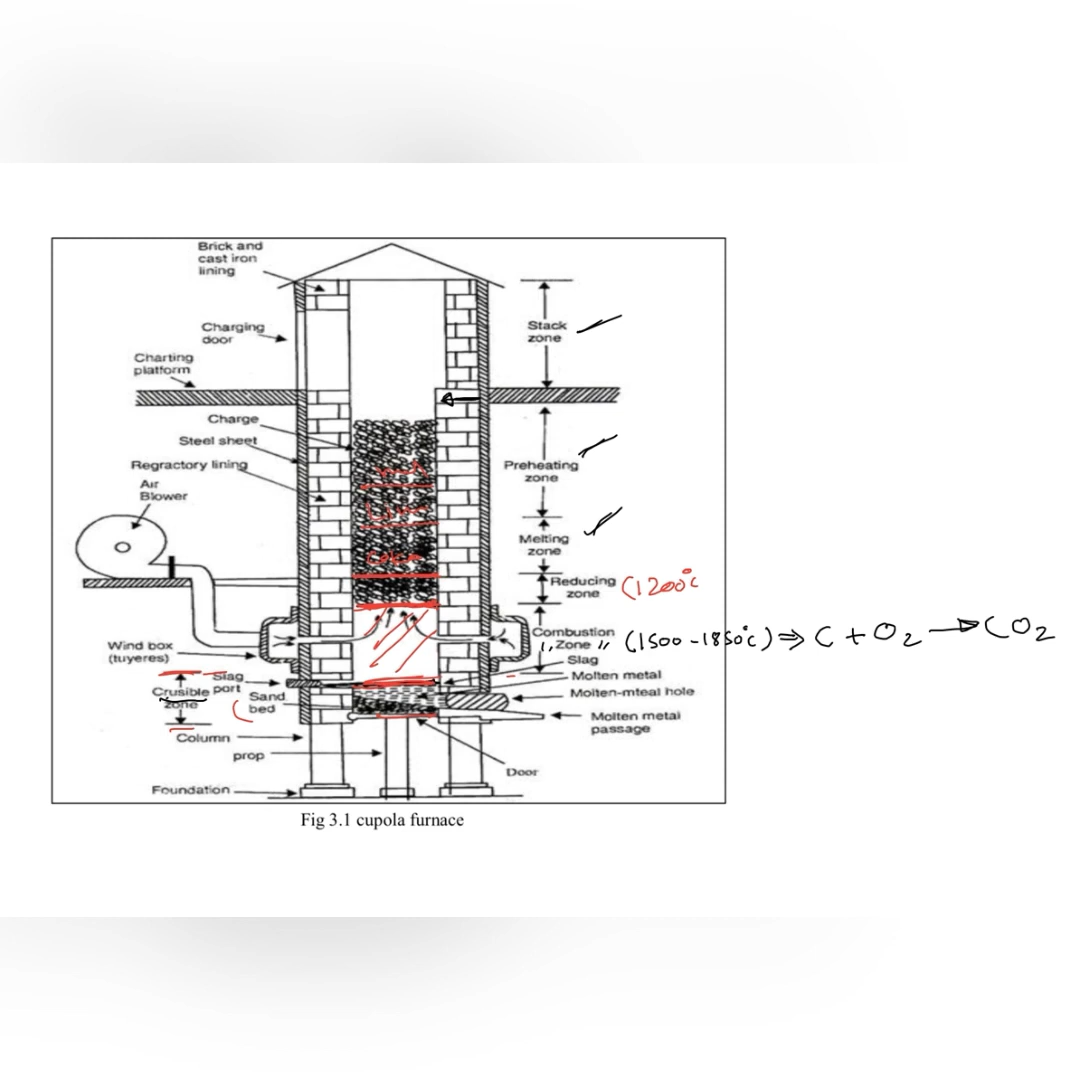 Brick and
cast iron
lining
Charging
door
Stack
zone
Charting
platform
Charge
Steel sheet
Regractory lining
Preheating
zone
Air
Blower
Melting
zone
Reducing
zone
(1200°c
Combustion
Zone
(1500-1850°c) ⇒ C + O2 → CO2
Wind box
(tuyeres)
Slag
port
Slag
Molten metal
Crusible
zone
Sand
bed
Molten-mteal hole
Molten metal
passage
Column
prop
Door
Foundation
Fig 3.1 cupola furnace